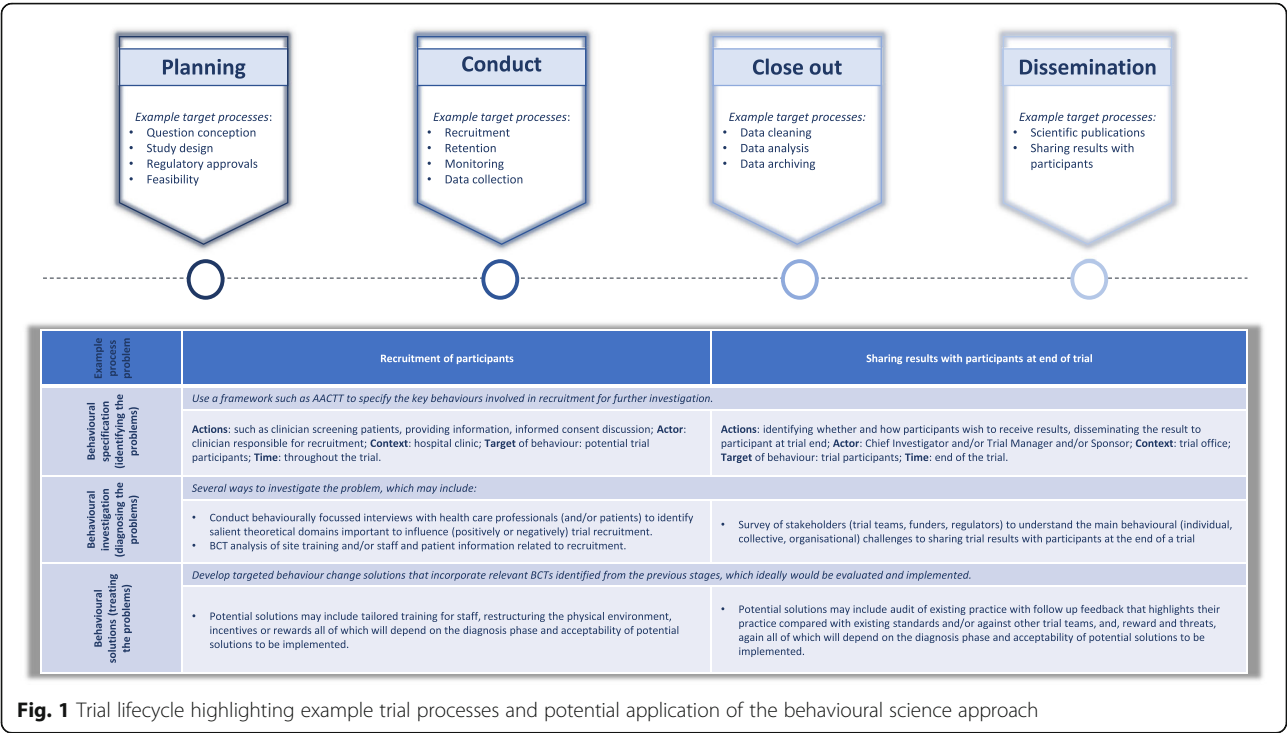 Planning
Example target processes:
• Question conception
• Study design
• Regulatory approvals
• Feasibility
Conduct
Example target processes:
• Recruitment
• Retention
• Monitoring
• Data collection
Close out
Example target processes:
• Data cleaning
• Data analysis
• Data archiving
Dissemination
Example target processes:
• Scientific publications
• Sharing results with
participants
Example
process
problem
Recruitment of participants
Sharing results with participants at end of trial
Behavioural
specification
(identifying the
problems)
Use a framework such as AACTT to specify the key behaviours involved in recruitment for further investigation.
Actions: such as clinician screening patients, providing information, informed consent discussion; Actor:
clinician responsible for recruitment; Context: hospital clinic; Target of behaviour: potential trial
participants; Time: throughout the trial.
Actions: identifying whether and how participants wish to receive results, disseminating the result to
participant at trial end; Actor: Chief Investigator and/or Trial Manager and/or Sponsor; Context: trial office;
Target of behaviour: trial participants; Time: end of the trial.
Behavioural
investigation
(diagnosing the
problems)
Several ways to investigate the problem, which may include:
• Conduct behaviourally focussed interviews with health care professionals (and/or patients) to identify
salient theoretical domains important to influence (positively or negatively) trial recruitment.
• BCT analysis of site training and/or staff and patient information related to recruitment.
• Survey of stakeholders (trial teams, funders, regulators) to understand the main behavioural (individual,
collective, organisational) challenges to sharing trial results with participants at the end of a trial
Behavioural
solutions (treating
the problems)
Develop targeted behaviour change solutions that incorporate relevant BCTs identified from the previous stages, which ideally would be evaluated and implemented.
• Potential solutions may include tailored training for staff, restructuring the physical environment,
incentives or rewards all of which will depend on the diagnosis phase and acceptability of potential
solutions to be implemented.
• Potential solutions may include audit of existing practice with follow up feedback that highlights their
practice compared with existing standards and/or against other trial teams, and, reward and threats,
again all of which will depend on the diagnosis phase and acceptability of potential solutions to be
implemented.
Fig. 1 Trial lifecycle highlighting example trial processes and potential application of the behavioural science approach